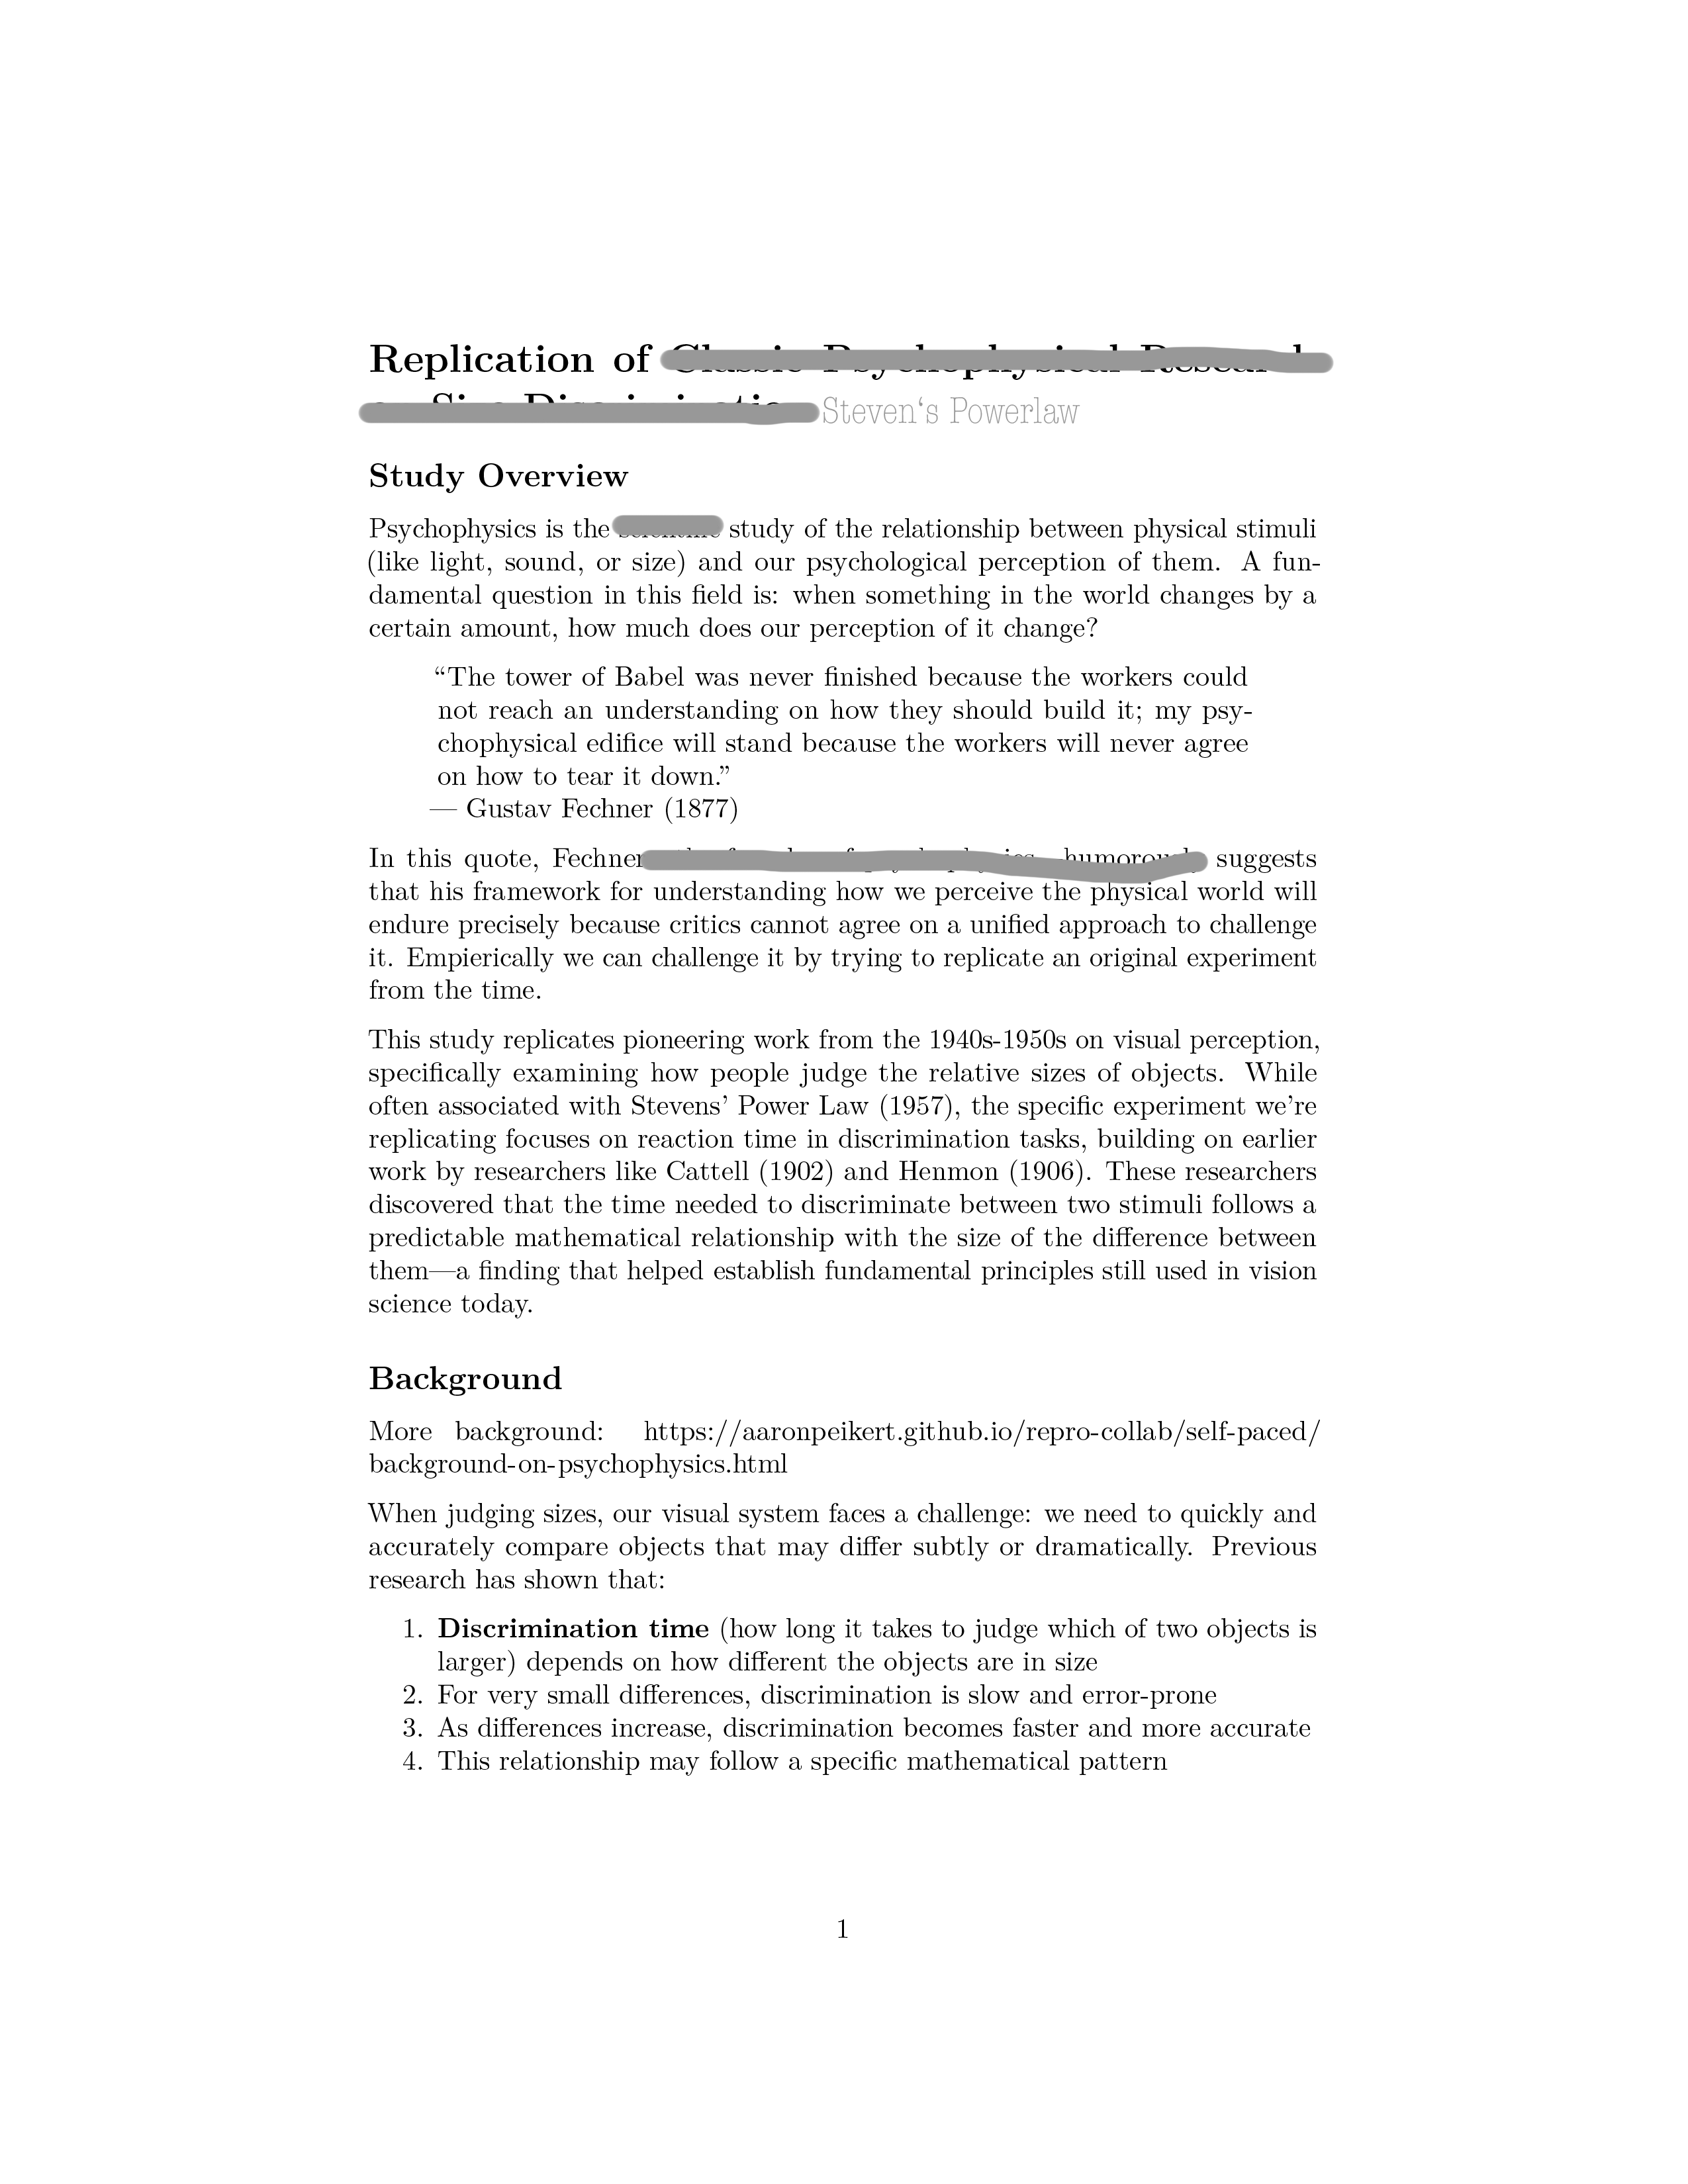 Replication of
Steven‘s Powerlaw
Study Overview
Psychophysics is the study of the relationship between physical stimuli
(like light, sound, or size) and our psychological perception of them. A fun-
damental question in this field is: when something in the world changes by a
certain amount, how much does our perception of it change?
“The tower of Babel was never finished because the workers could
not reach an understanding on how they should build it; my psy-
chophysical edifice will stand because the workers will never agree
on how to tear it down.”
— Gustav Fechner (1877)
In this quote, Fechner suggests
that his framework for understanding how we perceive the physical world will
endure precisely because critics cannot agree on a unified approach to challenge
it. Empierically we can challenge it by trying to replicate an original experiment
from the time.
This study replicates pioneering work from the 1940s-1950s on visual perception,
specifically examining how people judge the relative sizes of objects. While
often associated with Stevens’ Power Law (1957), the specific experiment we’re
replicating focuses on reaction time in discrimination tasks, building on earlier
work by researchers like Cattell (1902) and Henmon (1906). These researchers
discovered that the time needed to discriminate between two stimuli follows a
predictable mathematical relationship with the size of the difference between
them—a finding that helped establish fundamental principles still used in vision
science today.
Background
More background: https://aaronpeikert.github.io/repro-collab/self-paced/
background-on-psychophysics.html
When judging sizes, our visual system faces a challenge: we need to quickly and
accurately compare objects that may differ subtly or dramatically. Previous
research has shown that:
1. Discrimination time (how long it takes to judge which of two objects is
larger) depends on how different the objects are in size
2. For very small differences, discrimination is slow and error-prone
3. As differences increase, discrimination becomes faster and more accurate
4. This relationship may follow a specific mathematical pattern
1